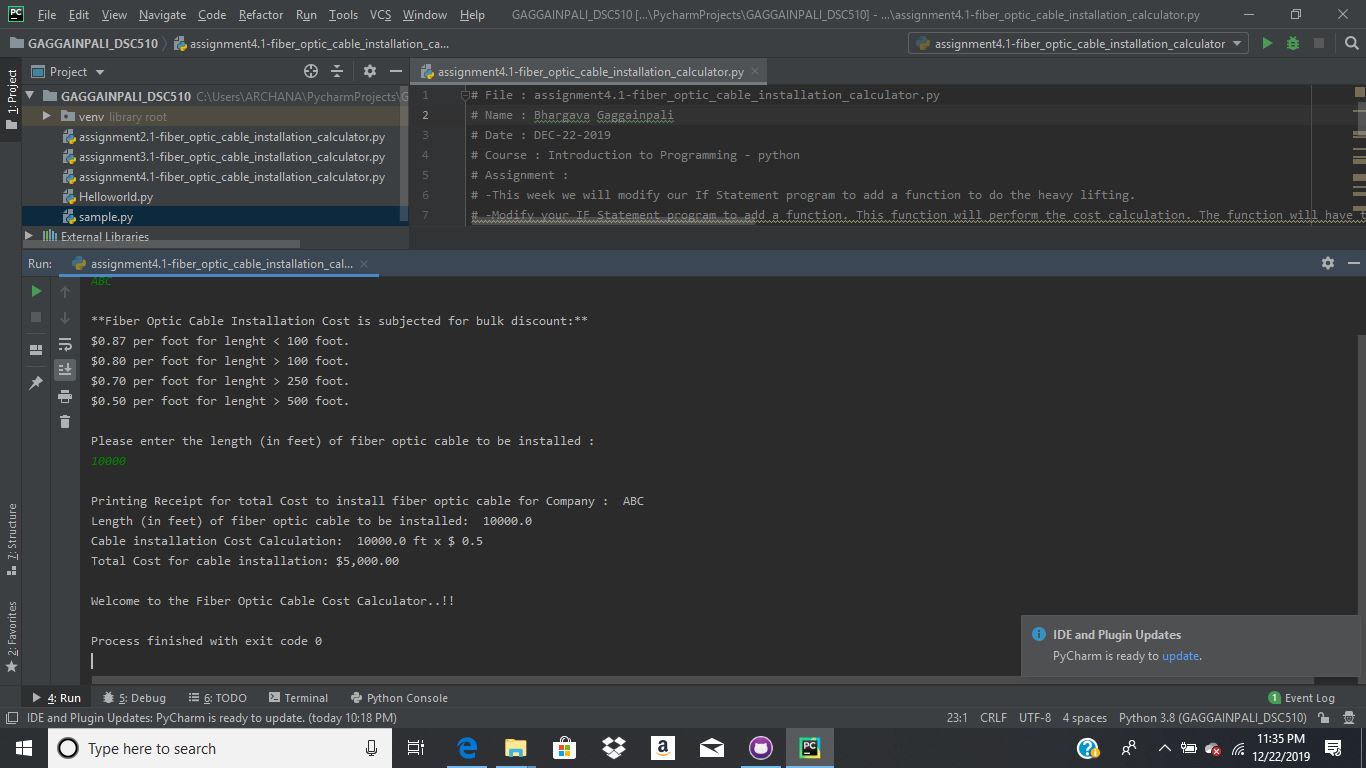 PC File Edit View Navigate Code Refactor Run Tools VCS Window Help GAGGAINPALI_DSC510 [...\PycharmProjects\GAGGAINPALI_DSC510] - ...\assignment4.1-fiber_optic_cable_installation_calculator.py
GAGGAINPALI_DSC510 assignment4.1-fiber_optic_cable_installation_ca... assignment4.1-fiber_optic_cable_installation_calculator
1: Project
Project
GAGGAINPALI_DSC510 C:\Users\ARCHANA\PycharmProjects\G
venv library root
assignment2.1-fiber_optic_cable_installation_calculator.py
assignment3.1-fiber_optic_cable_installation_calculator.py
assignment4.1-fiber_optic_cable_installation_calculator.py
Helloworld.py
sample.py
External Libraries
assignment4.1-fiber_optic_cable_installation_calculator.py
1 # File : assignment4.1-fiber_optic_cable_installation_calculator.py
2 # Name : Bhargava Gaggainpali
3 # Date : DEC-22-2019
4 # Course : Introduction to Programming - python
5 # Assignment :
6 # -This week we will modify our If Statement program to add a function to do the heavy lifting.
7 # -Modify your IF Statement program to add a function. This function will perform the cost calculation. The function will have t
Run: assignment4.1-fiber_optic_cable_installation_cal...
ABC
**Fiber Optic Cable Installation Cost is subjected for bulk discount:**
$0.87 per foot for lenght < 100 foot.
$0.80 per foot for lenght > 100 foot.
$0.70 per foot for lenght > 250 foot.
$0.50 per foot for lenght > 500 foot.
Please enter the length (in feet) of fiber optic cable to be installed :
10000
Printing Receipt for total Cost to install fiber optic cable for Company :  ABC
Length (in feet) of fiber optic cable to be installed:  10000.0
Cable installation Cost Calculation:  10000.0 ft x $ 0.5
Total Cost for cable installation: $5,000.00
Welcome to the Fiber Optic Cable Cost Calculator..!!
Process finished with exit code 0
7: Structure
2: Favorites
IDE and Plugin Updates
PyCharm is ready to update.
4: Run 5: Debug 6: TODO Terminal Python Console 1 Event Log
IDE and Plugin Updates: PyCharm is ready to update. (today 10:18 PM) 23:1 CRLF UTF-8 4 spaces Python 3.8 (GAGGAINPALI_DSC510)
Type here to search a PC 11:35 PM
12/22/2019